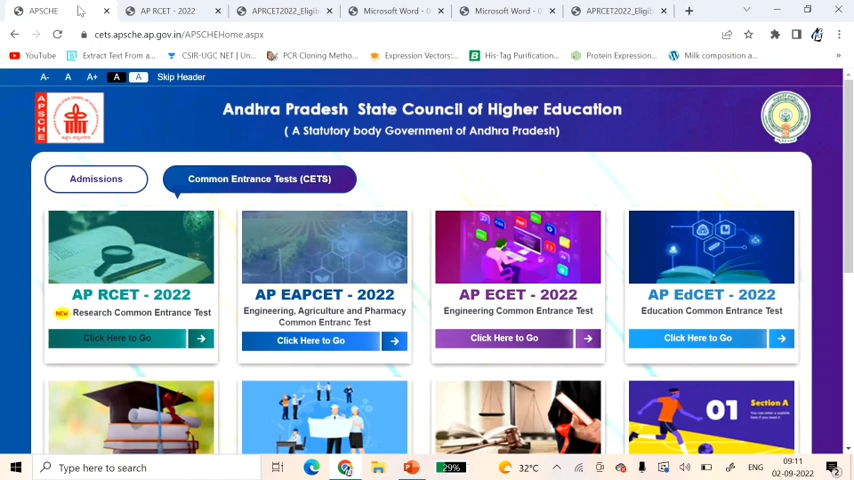 APSCHE
AP RCET - 2022
APRCET2022_Eligib
Microsoft Word - 0
Microsoft Word - 0
APRCET2022_Eligib
cets.apsche.ap.gov.in/APSCHEHome.aspx
YouTube
Extract Text From a...
CSIR-UGC NET | Un...
PCR Cloning Metho...
Expression Vectors:...
His-Tag Purification...
Protein Expression...
Milk composition a...
A-
A
A+
A
A
Skip Header
APSCHE
Andhra Pradesh State Council of Higher Education
( A Statutory body Government of Andhra Pradesh)
Admissions
Common Entrance Tests (CETS)
AP RCET - 2022
NEW Research Common Entrance Test
Click Here to Go
AP EAPCET - 2022
Engineering, Agriculture and Pharmacy
Common Entranc Test
Click Here to Go
AP ECET - 2022
Engineering Common Entrance Test
Click Here to Go
AP EdCET - 2022
Education Common Entrance Test
Click Here to Go
01
Section A
Type here to search
29%
32°C
ENG
09:11
02-09-2022
2